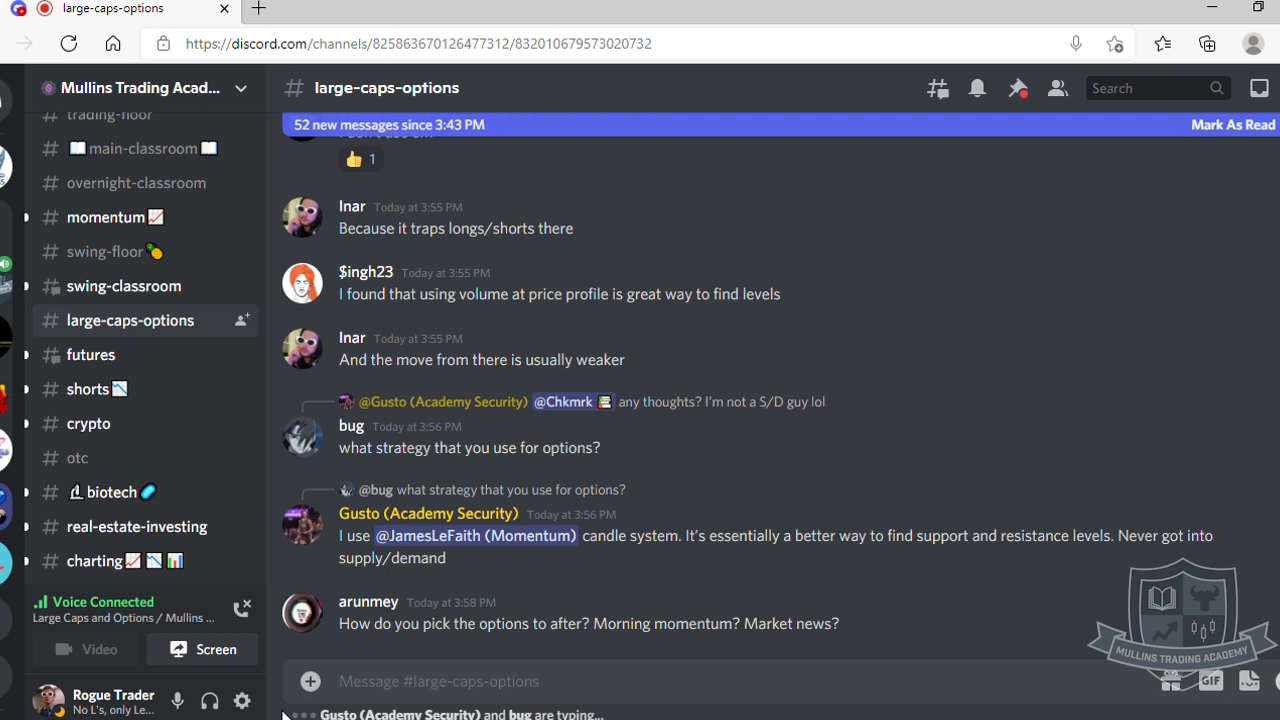 large-caps-options
https://discord.com/channels/825863670126477312/832010679573020732
Mullins Trading Acad...
trading-floor
main-classroom
overnight-classroom
momentum
swing-floor
swing-classroom
large-caps-options
futures
shorts
crypto
otc
biotech
real-estate-investing
charting
Voice Connected
Large Caps and Options / Mullins ...
Video
Screen
Rogue Trader
No L's, only Le...
large-caps-options
Search
52 new messages since 3:43 PM
Mark As Read
1
Inar Today at 3:55 PM
Because it traps longs/shorts there
$ingh23 Today at 3:55 PM
I found that using volume at price profile is great way to find levels
Inar Today at 3:55 PM
And the move from there is usually weaker
@Gusto (Academy Security) @Chkmrk any thoughts? I'm not a S/D guy lol
bug Today at 3:56 PM
what strategy that you use for options?
@bug what strategy that you use for options?
Gusto (Academy Security) Today at 3:56 PM
I use @JamesLeFaith (Momentum) candle system. It's essentially a better way to find support and resistance levels. Never got into
supply/demand
arunmey Today at 3:58 PM
How do you pick the options to after? Morning momentum? Market news?
Message #large-caps-options
GIF
Gusto (Academy Security) and bug are typing...
MULLINS TRADING ACADEMY